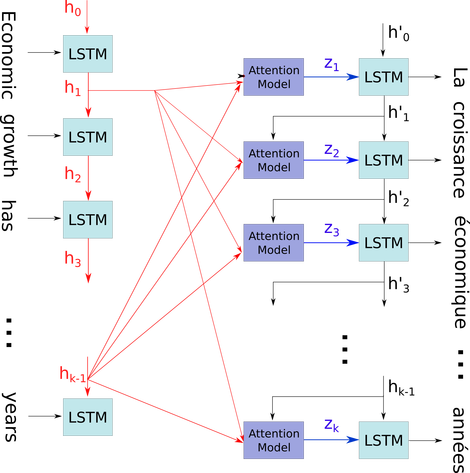 Economic growth has ... years
h0
LSTM
h1
LSTM
h2
LSTM
h3
hk-1
LSTM
Attention
Model
z1
Attention
Model
z2
Attention
Model
z3
Attention
Model
zk
h'0
LSTM
h'1
LSTM
h'2
LSTM
h'3
...
hk-1
LSTM
La croissance économique ... années